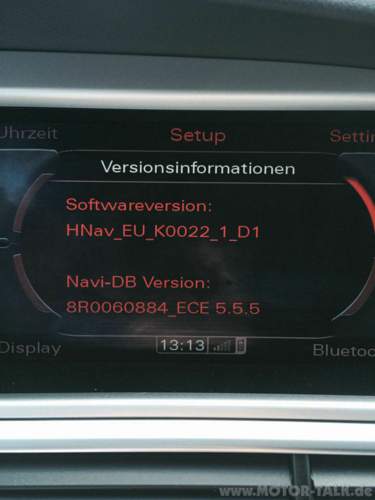 Uhrzeit Setup Settin
Versionsinformationen
Softwareversion:
HNav_EU_K0022_1_D1
Navi-DB Version:
8R0060884_ECE 5.5.5
Display 13:13 Bluetoo
www.MOTOR-TALK.de